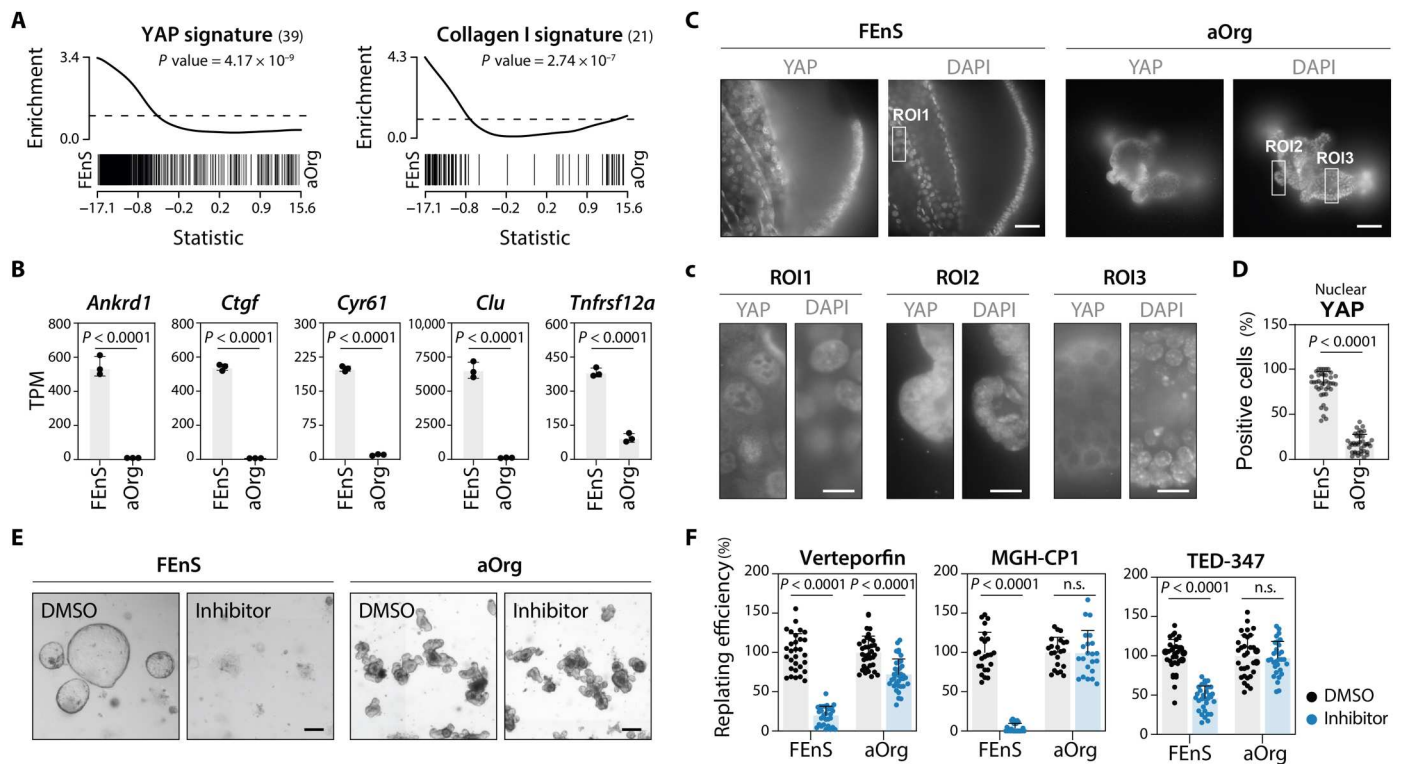 A
YAP signature (39)
P value = 4.17 × 10–9
Enrichment
3.4
0.0
FEnS
aOrg
−17.1 −0.8 −0.2 0.2 0.9 15.6
Statistic
Collagen I signature (21)
P value = 2.74 × 10–7
Enrichment
4.3
0.0
FEnS
aOrg
−17.1 −0.8 −0.2 0.2 0.9 15.6
Statistic
B
Ankrd1
P < 0.0001
TPM
800
600
400
200
0
FEnS
aOrg
Ctgf
P < 0.0001
800
600
400
200
0
FEnS
aOrg
Cyr61
P < 0.0001
300
225
150
75
0
FEnS
aOrg
Clu
P < 0.0001
10,000
7500
5000
2500
0
FEnS
aOrg
Tnfrsf12a
P < 0.0001
600
450
300
150
0
FEnS
aOrg
C
FEnS aOrg
YAP DAPI YAP DAPI
ROI1
ROI2
ROI3
c
ROI1 ROI2 ROI3
YAP DAPI YAP DAPI YAP DAPI
D
Nuclear
YAP
P < 0.0001
Positive cells (%)
150
100
50
0
FEnS
aOrg
E
FEnS aOrg
DMSO Inhibitor DMSO Inhibitor
F
Replating efficiency (%)
Verteporfin
P < 0.0001 P < 0.0001
200
150
100
50
0
FEnS aOrg
MGH-CP1
P < 0.0001 n.s.
200
150
100
50
0
FEnS aOrg
TED-347
P < 0.0001 n.s.
200
150
100
50
0
FEnS aOrg
DMSO
Inhibitor